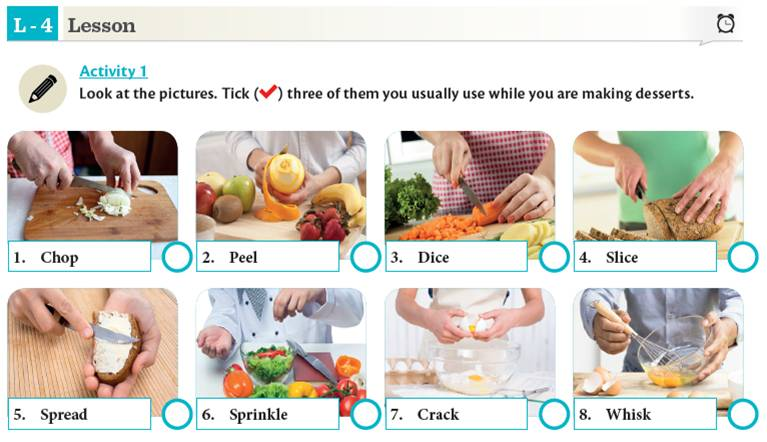 L - 4 Lesson
Activity 1
Look at the pictures. Tick (✔) three of them you usually use while you are making desserts.
1. Chop
2. Peel
3. Dice
4. Slice
5. Spread
6. Sprinkle
7. Crack
8. Whisk